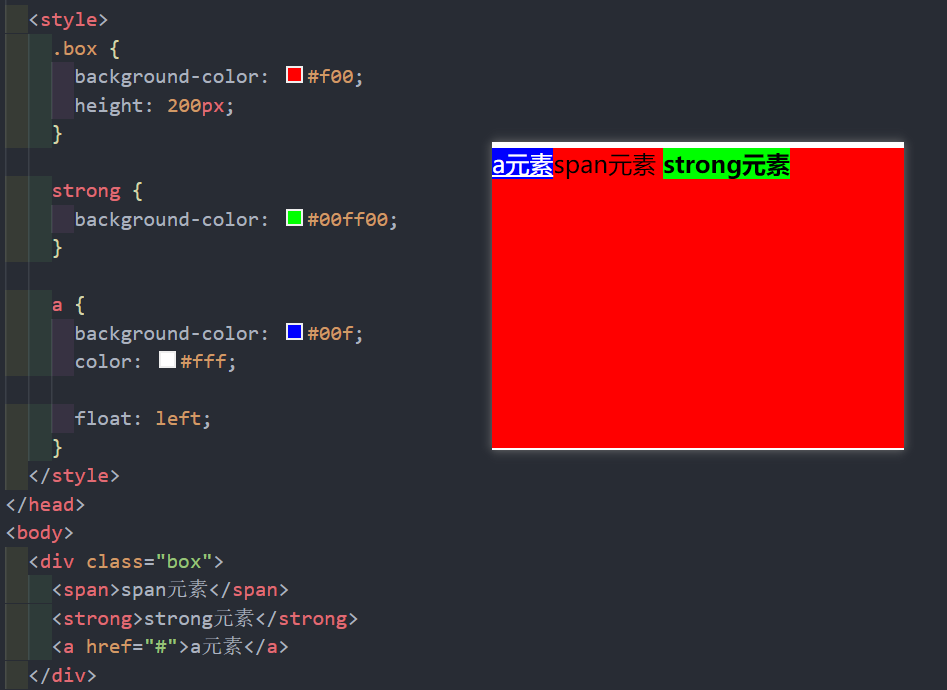 <style>
.box {
background-color: #f00;
height: 200px;
}
strong {
background-color: #00ff00;
}
a {
background-color: #00f;
color: #fff;
float: left;
}
</style>
</head>
<body>
<div class="box">
<span>span元素</span>
<strong>strong元素</strong>
<a href="#">a元素</a>
</div>
a元素span元素 strong元素